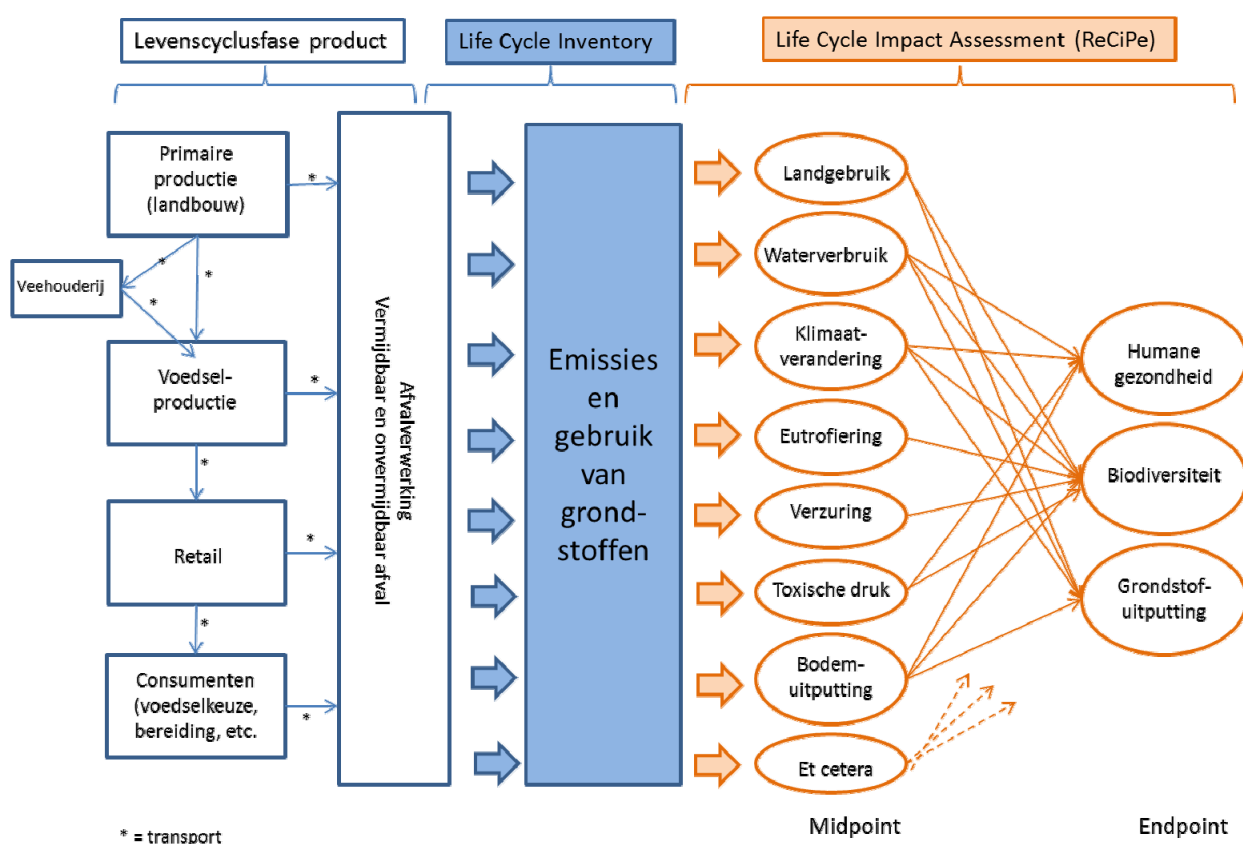 Levenscyclusfase product
Life Cycle Inventory
Life Cycle Impact Assessment (ReCiPe)
Primaire
productie
(landbouw)
*
*
*
*
Veehouderij
Voedsel-
productie
*
*
Retail
*
*
Consumenten
(voedselkeuze,
bereiding, etc.
*
Afvalverwerking
Vermijdbaar en onvermijdbaar afval
Emissies
en
gebruik
van
grond-
stoffen
Landgebruik
Waterverbruik
Klimaat-
verandering
Eutrofiering
Verzuring
Toxische druk
Bodem-
uitputting
Et cetera
Humane
gezondheid
Biodiversiteit
Grondstof-
uitputting
Midpoint
Endpoint
* = transport